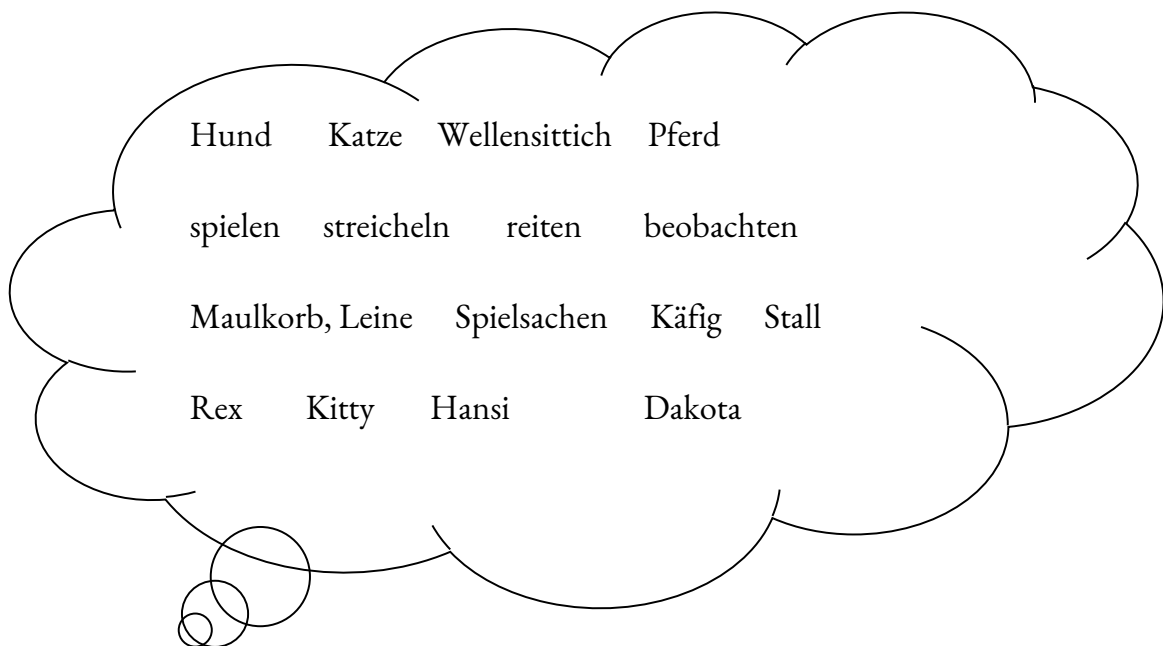 Hund Katze Wellensittich Pferd
spielen streicheln reiten beobachten
Maulkorb, Leine Spielsachen Käfig Stall
Rex Kitty Hansi Dakota